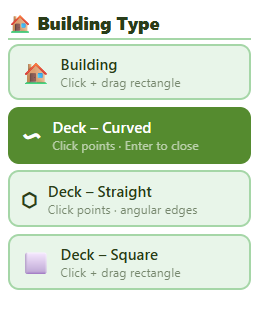 Building Type
Building
Click + drag rectangle
Deck – Curved
Click points · Enter to close
Deck – Straight
Click points · angular edges
Deck – Square
Click + drag rectangle